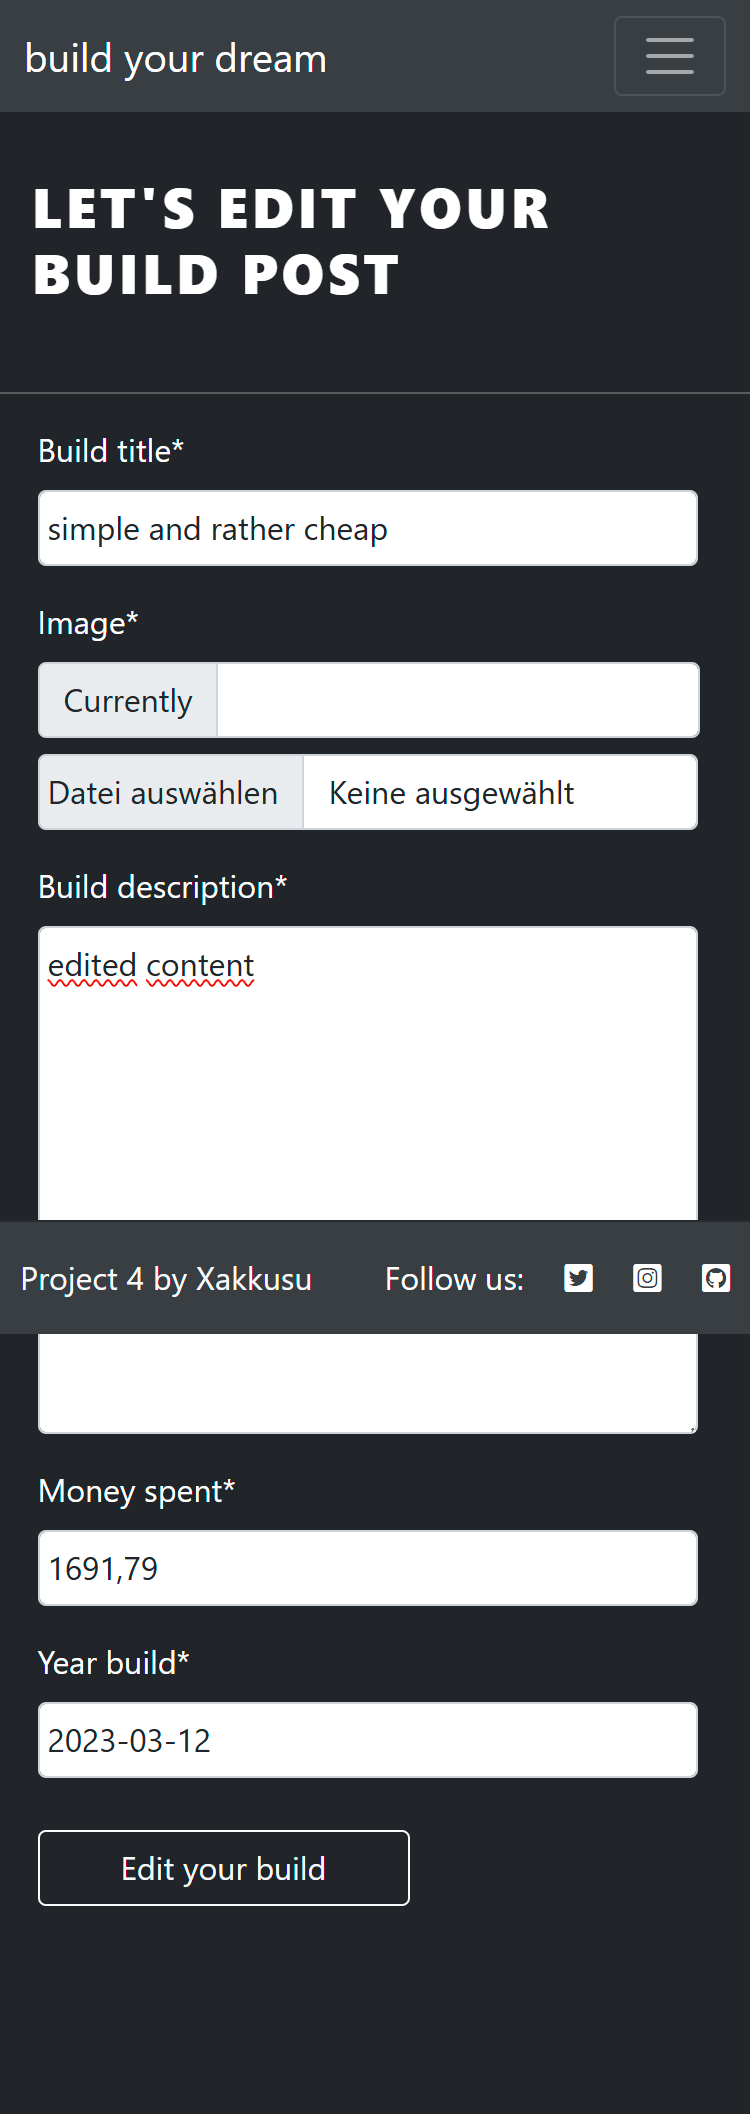 build your dream
LET'S EDIT YOUR
BUILD POST
Build title*
simple and rather cheap
Image*
Currently
Datei auswählen Keine ausgewählt
Build description*
edited content
Project 4 by Xakkusu Follow us:
Money spent*
1691,79
Year build*
2023-03-12
Edit your build